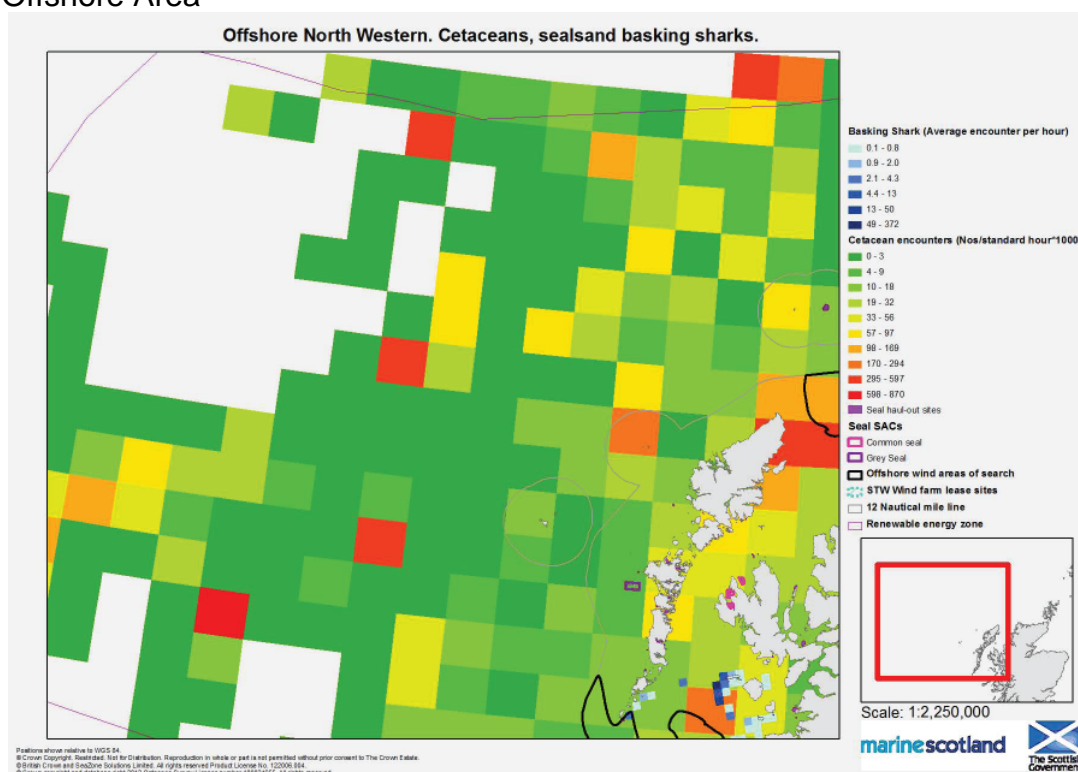 Offshore Area
Offshore North Western. Cetaceans, sealsand basking sharks.
Basking Shark (Average encounter per hour)
0.1 - 0.8
0.9 - 2.0
2.1 - 4.3
4.4 - 13
13 - 50
49 - 372
Cetacean encounters (Nos/standard hour*1000
0 - 3
4 - 9
10 - 18
19 - 32
33 - 56
57 - 97
98 - 169
170 - 294
295 - 597
598 - 870
Seal haul-out sites
Seal SACs
Common seal
Grey Seal
Offshore wind areas of search
STW Wind farm lease sites
12 Nautical mile line
Renewable energy zone
Scale: 1:2,250,000
marinescotland
The Scottish
Government
Positions shown relative to WGS 84.
© Crown Copyright. Restricted. Not for Distribution. Reproduction in whole or part is not permitted without prior consent to The Crown Estate.
© British Crown and SeaZone Solutions Limited. All rights reserved Product License No. 122006.004.